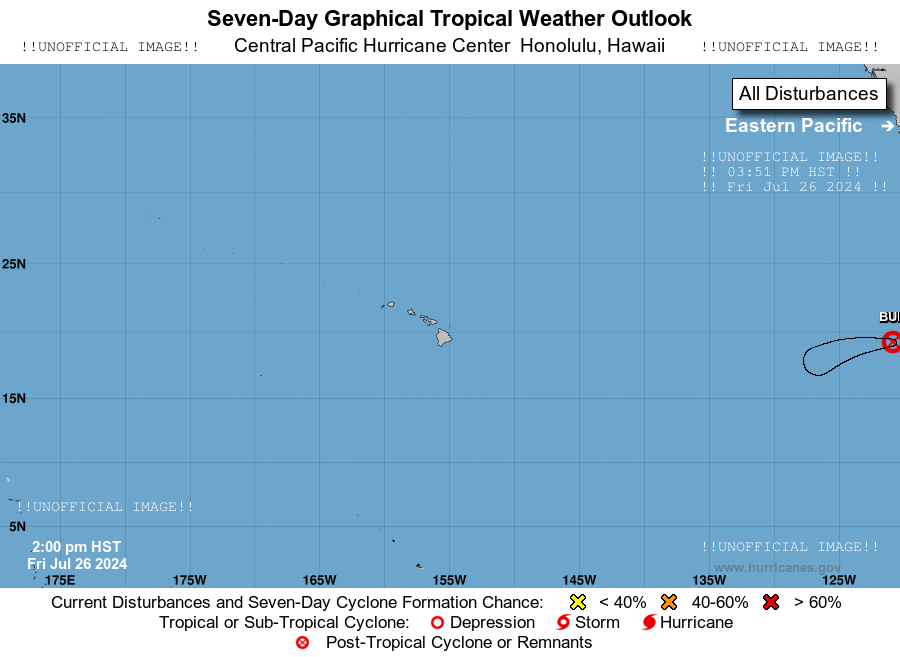 Seven-Day Graphical Tropical Weather Outlook
!!UNOFFICIAL IMAGE!! Central Pacific Hurricane Center Honolulu, Hawaii !!UNOFFICIAL IMAGE!!
All Disturbances
35N
Eastern Pacific →
!!UNOFFICIAL IMAGE!!
!! 03:51 PM HST !!
!! Fri Jul 26 2024 !!
25N
BU
15N
!!UNOFFICIAL IMAGE!!
5N
2:00 pm HST !!UNOFFICIAL IMAGE!!
Fri Jul 26 2024 www.hurricanes.gov
175E 175W 165W 155W 145W 135W 125W
Current Disturbances and Seven-Day Cyclone Formation Chance: < 40% 40-60% > 60%
Tropical or Sub-Tropical Cyclone: Depression Storm Hurricane
Post-Tropical Cyclone or Remnants